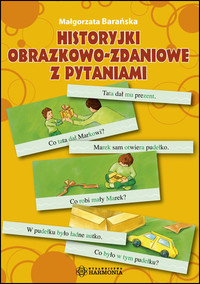 Małgorzata Barańska
HISTORYJKI
OBRAZKOWO-ZDANIOWE
Z PYTANIAMI
Tata dał mu prezent.
Co tata dał Markowi?
Marek sam otwiera pudełko.
Co robi mały Marek?
W pudełku było ładne autko.
Co było w tym pudełku?
WYDAWNICTWO
HARMONIA